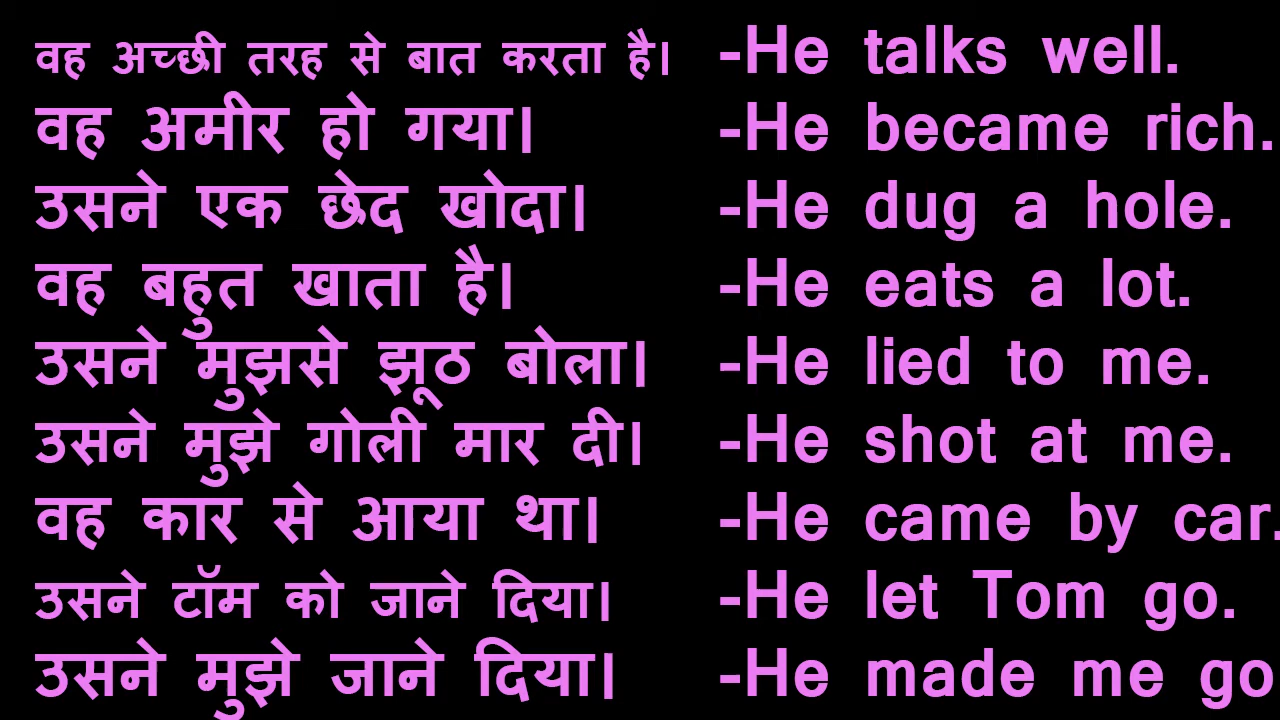 वह अच्छी तरह से बात करता है। -He talks well.
वह अमीर हो गया। -He became rich.
उसने एक छेद खोदा। -He dug a hole.
वह बहुत खाता है। -He eats a lot.
उसने मुझसे झूठ बोला। -He lied to me.
उसने मुझे गोली मार दी। -He shot at me.
वह कार से आया था। -He came by car.
उसने टॉम को जाने दिया। -He let Tom go.
उसने मुझे जाने दिया। -He made me go